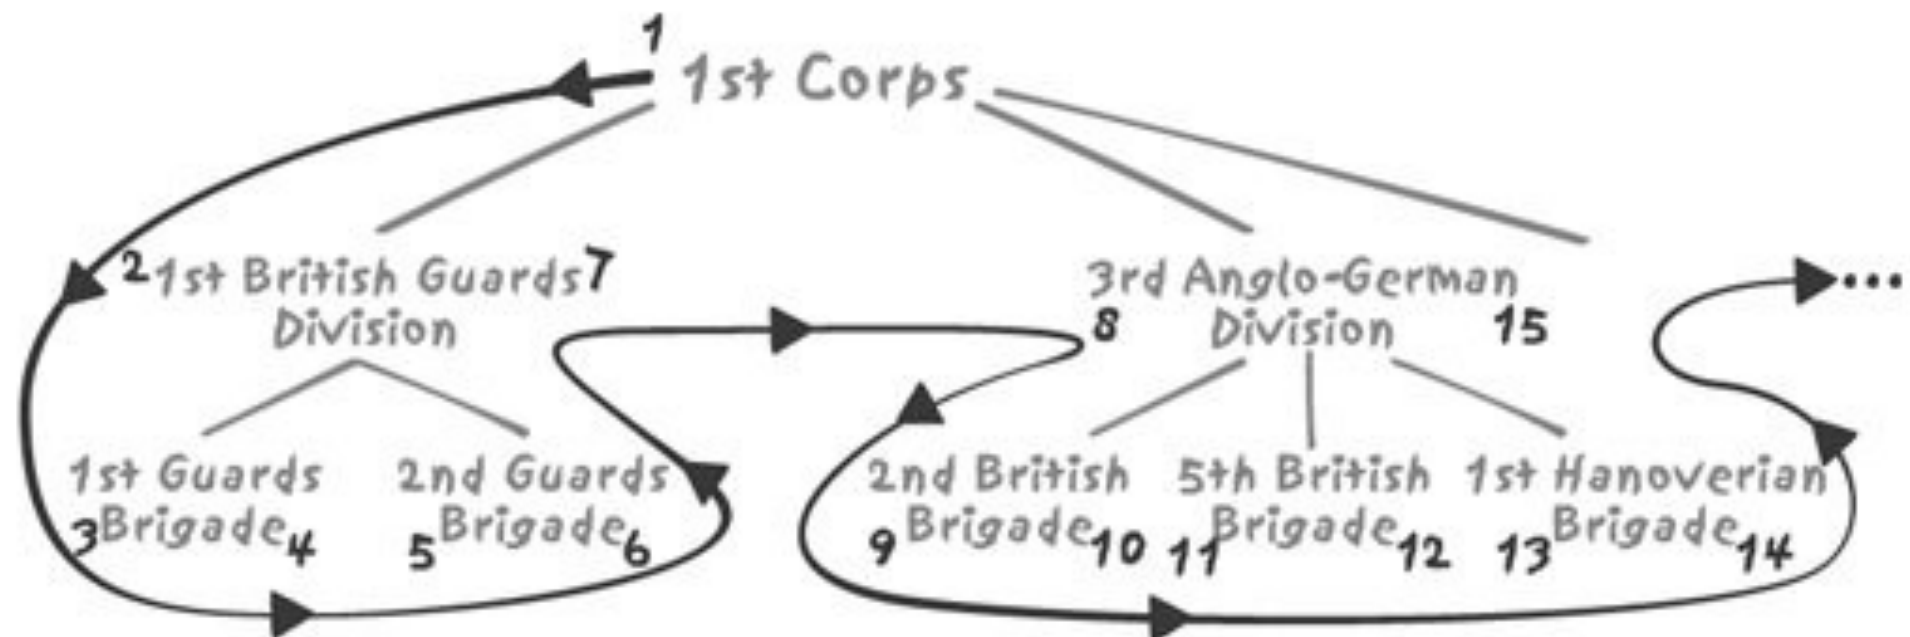 1
1st Corps
2 1st British Guards 7
Division
3rd Anglo-German
8 Division 15
...
1st Guards
3 Brigade 4
2nd Guards
5 Brigade 6
2nd British
9 Brigade 10
5th British
11 Brigade 12
1st Hanoverian
13 Brigade 14